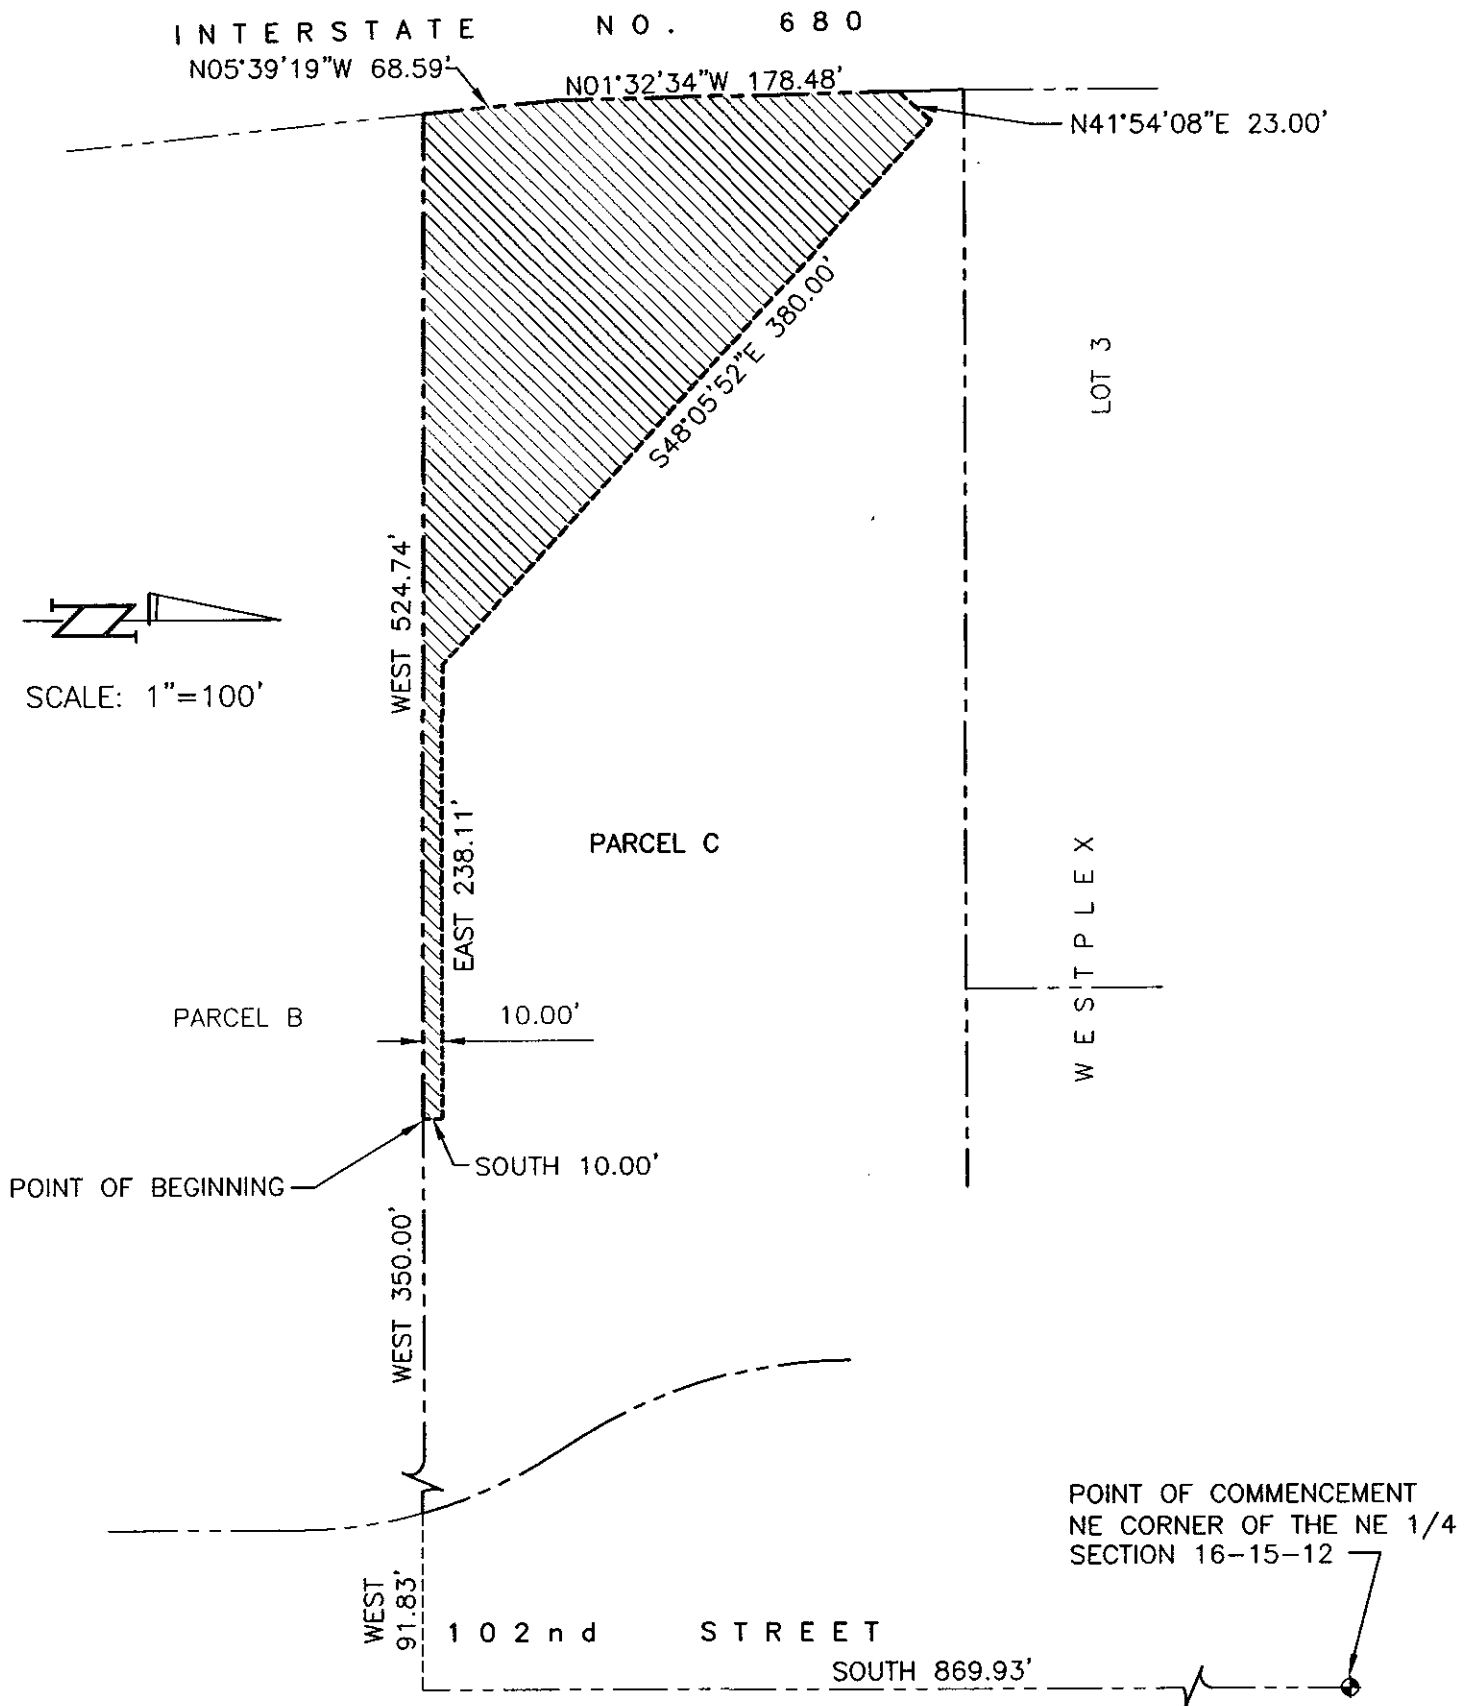 INTERSTATE NO. 680
N05°39'19"W 68.59'
N01°32'34"W 178.48'
N41°54'08"E 23.00'
S48°05'52"E 380.00'
LOT 3
WEST 524.74'
SCALE: 1"=100'
EAST 238.11'
PARCEL C
WESTPLEX
PARCEL B
10.00'
SOUTH 10.00'
POINT OF BEGINNING
WEST 350.00'
POINT OF COMMENCEMENT
NE CORNER OF THE NE 1/4
SECTION 16-15-12
WEST
91.83'
102nd STREET
SOUTH 869.93'